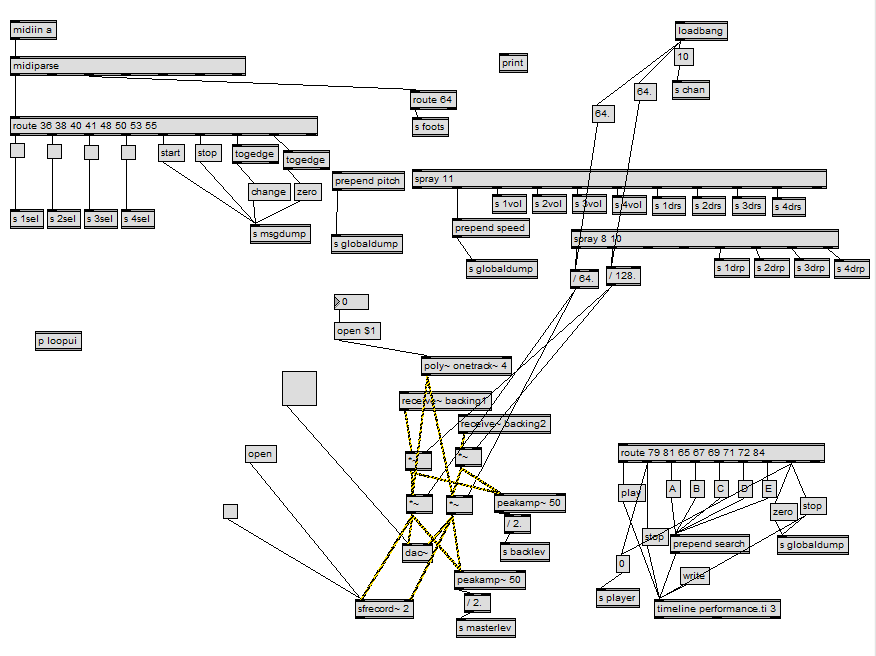 midiin a
loadbang
midiparse
print
10
64.
s chan
route 64
64.
s foots
route 36 38 40 41 48 50 53 55
start
stop
togedge
togedge
change
zero
prepend pitch
spray 11
s 1sel
s 2sel
s 3sel
s 4sel
s msgdump
s globaldump
s 1vol
s 2vol
s 3vol
s 4vol
s 1drs
s 2drs
s 3drs
s 4drs
prepend speed
spray 8 10
s globaldump
/ 64.
/ 128.
s 1drp
s 2drp
s 3drp
s 4drp
0
open $1
p loopui
poly~ onetrack~ 4
receive~ backing1
receive~ backing2
open
*~
*~
*~
*~
peakamp~ 50
/ 2.
s backlev
dac~
peakamp~ 50
/ 2.
s masterlev
sfrecord~ 2
route 79 81 65 67 69 71 72 84
play
A
B
C
D
E
zero
stop
stop
prepend search
s globaldump
0
write
s player
timeline performance.ti 3